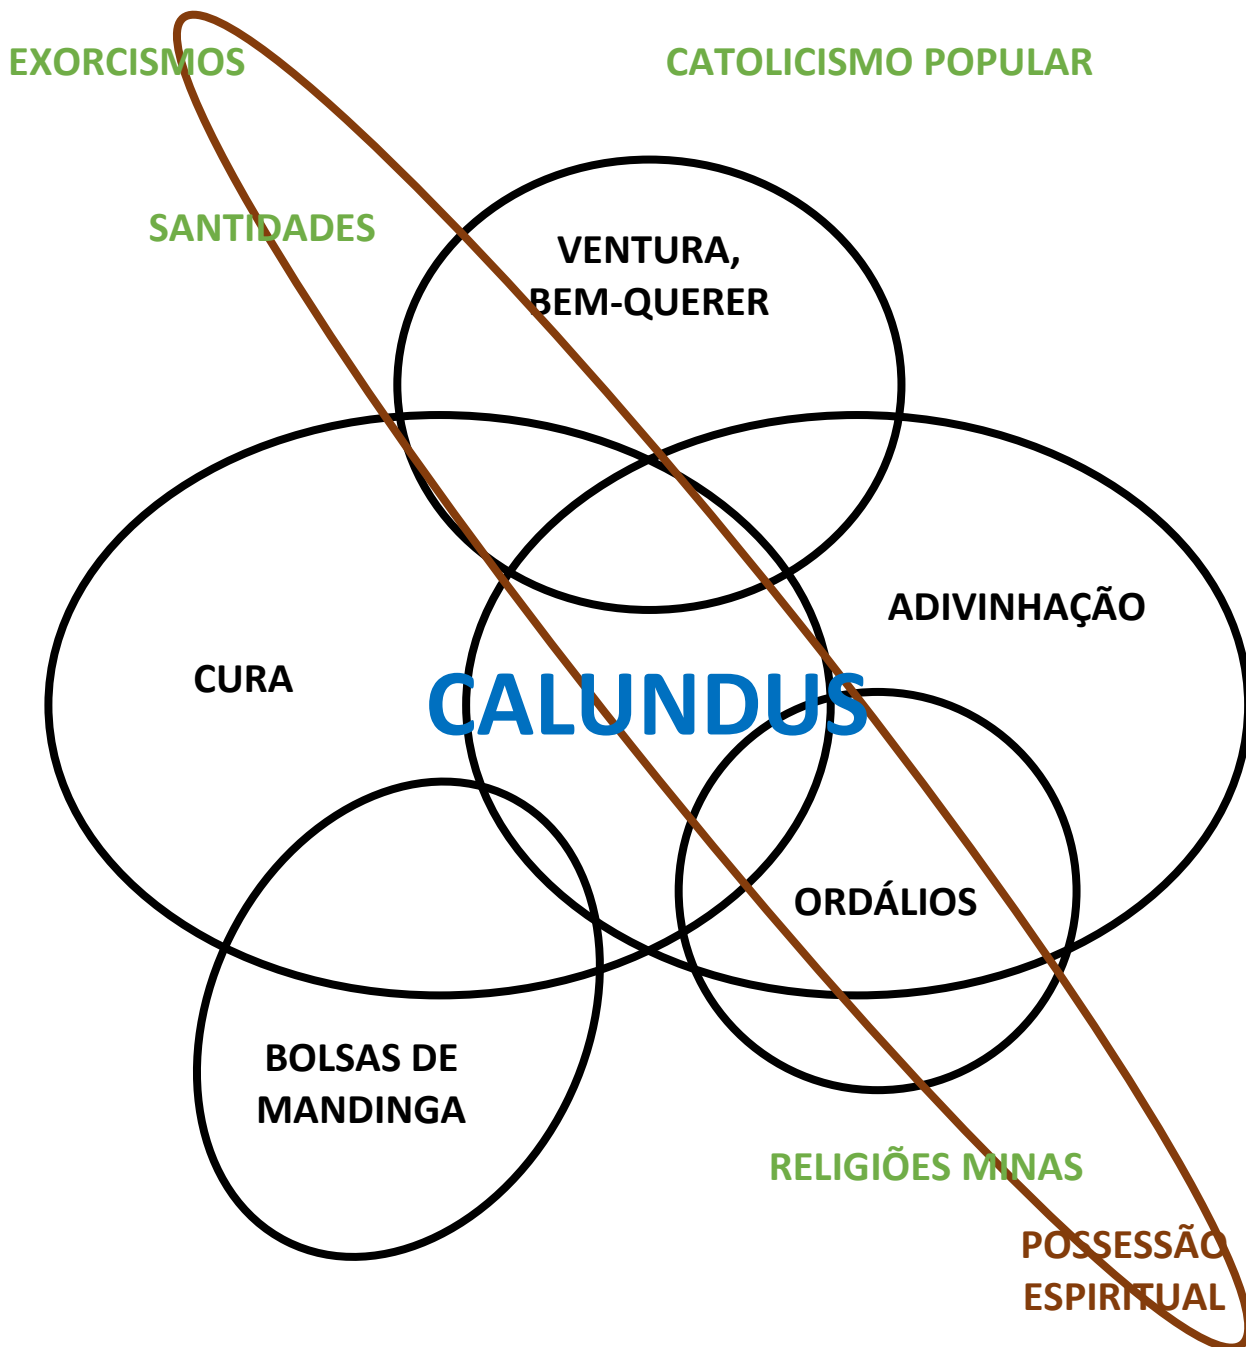 EXORCISMOS
CATOLICISMO POPULAR
SANTIDADES
VENTURA,
BEM-QUERER
ADIVINHAÇÃO
CURA
CALUNDUS
ORDÁLIOS
BOLSAS DE
MANDINGA
RELIGIÕES MINAS
POSSESSÃO
ESPIRITUAL